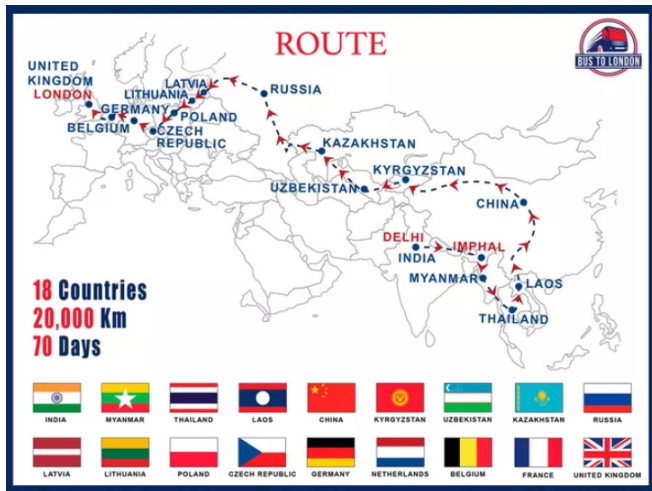 ROUTE
BUS TO LONDON
UNITED
KINGDOM
LONDON
LATVIA
LITHUANIA
GERMANY
POLAND
BELGIUM
CZECH
REPUBLIC
RUSSIA
KAZAKHSTAN
KYRGYZSTAN
UZBEKISTAN
CHINA
DELHI
INDIA
IMPHAL
MYANMAR
LAOS
THAILAND
18 Countries
20,000 Km
70 Days
INDIA
MYANMAR
THAILAND
LAOS
CHINA
KYRGYZSTAN
UZBEKISTAN
KAZAKHSTAN
RUSSIA
LATVIA
LITHUANIA
POLAND
CZECH REPUBLIC
GERMANY
NETHERLANDS
BELGIUM
FRANCE
UNITED KINGDOM